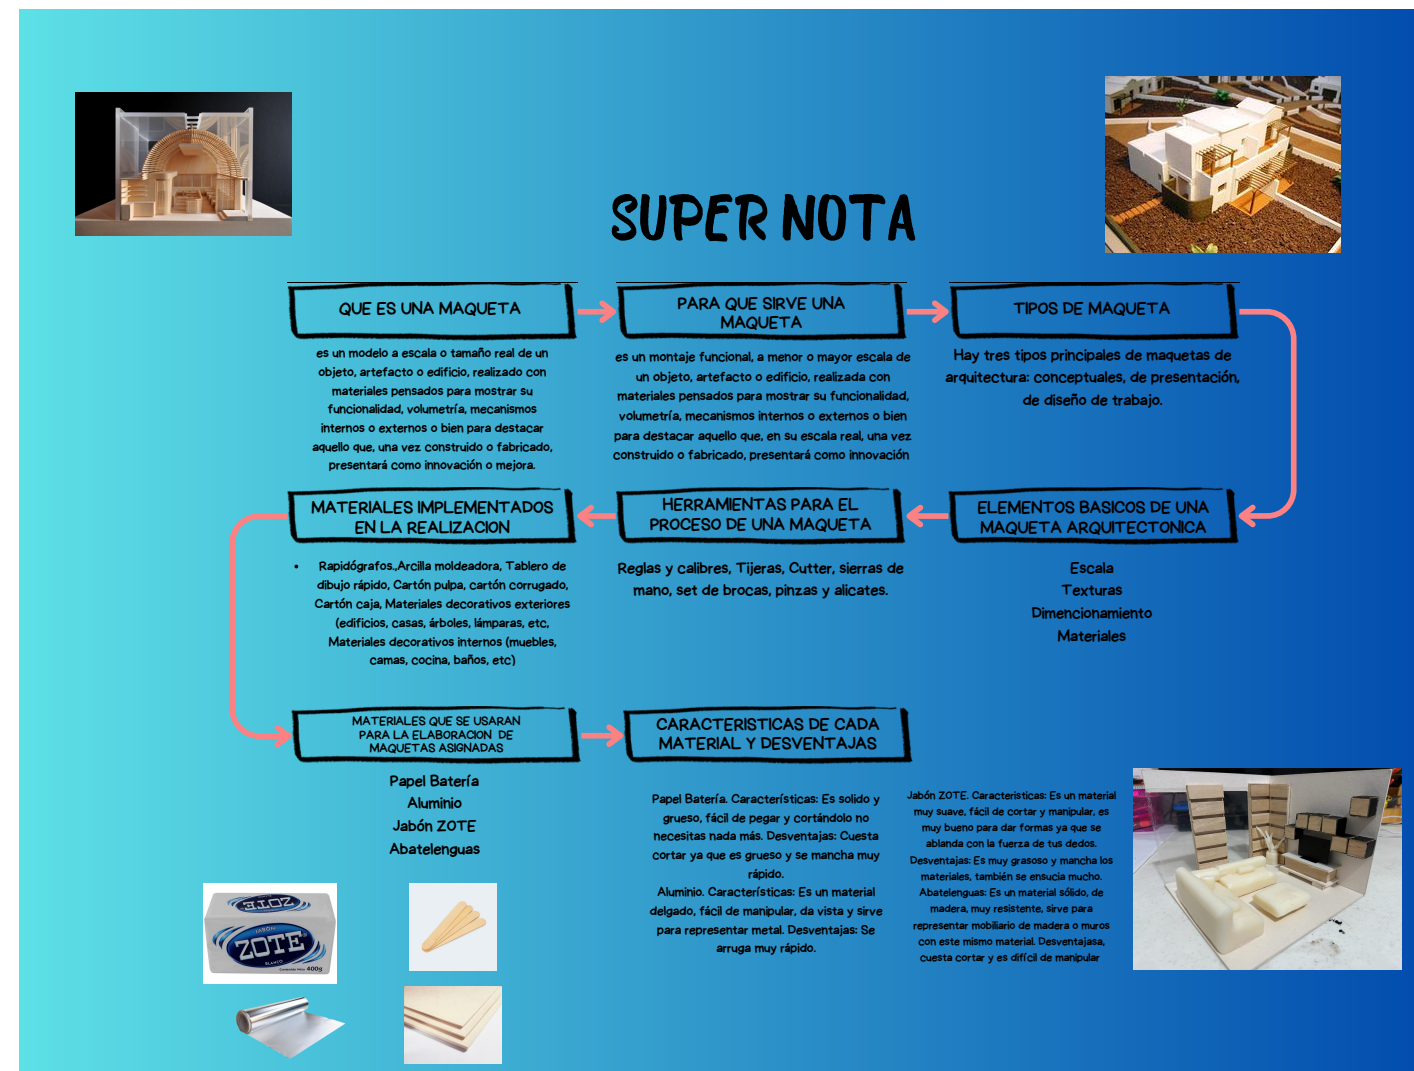 SUPER NOTA
QUE ES UNA MAQUETA
es un modelo a escala o tamaño real de un
objeto, artefacto o edificio, realizado con
materiales pensados para mostrar su
funcionalidad, volumetría, mecanismos
internos o externos o bien para destacar
aquello que, una vez construido o fabricado,
presentará como innovación o mejora.
PARA QUE SIRVE UNA
MAQUETA
es un montaje funcional, a menor o mayor escala de
un objeto, artefacto o edificio, realizada con
materiales pensados para mostrar su funcionalidad,
volumetría, mecanismos internos o externos o bien
para destacar aquello que, en su escala real, una vez
construido o fabricado, presentará como innovación
TIPOS DE MAQUETA
Hay tres tipos principales de maquetas de
arquitectura: conceptuales, de presentación,
de diseño de trabajo.
ELEMENTOS BASICOS DE UNA
MAQUETA ARQUITECTONICA
Escala
Texturas
Dimencionamiento
Materiales
HERRAMIENTAS PARA EL
PROCESO DE UNA MAQUETA
Reglas y calibres, Tijeras, Cutter, sierras de
mano, set de brocas, pinzas y alicates.
MATERIALES IMPLEMENTADOS
EN LA REALIZACION
• Rapidógrafos.,Arcilla moldeadora, Tablero de
dibujo rápido, Cartón pulpa, cartón corrugado,
Cartón caja, Materiales decorativos exteriores
(edificios, casas, árboles, lámparas, etc,
Materiales decorativos internos (muebles,
camas, cocina, baños, etc)
MATERIALES QUE SE USARAN
PARA LA ELABORACION DE
MAQUETAS ASIGNADAS
Papel Batería
Aluminio
Jabón ZOTE
Abatelenguas
CARACTERISTICAS DE CADA
MATERIAL Y DESVENTAJAS
Papel Batería. Características: Es solido y
grueso, fácil de pegar y cortándolo no
necesitas nada más. Desventajas: Cuesta
cortar ya que es grueso y se mancha muy
rápido.
Aluminio. Características: Es un material
delgado, fácil de manipular, da vista y sirve
para representar metal. Desventajas: Se
arruga muy rápido.
Jabón ZOTE. Caracteristicas: Es un material
muy suave, fácil de cortar y manipular, es
muy bueno para dar formas ya que se
ablanda con la fuerza de tus dedos.
Desventajas: Es muy grasoso y mancha los
materiales, también se ensucia mucho.
Abatelenguas: Es un material sólido, de
madera, muy resistente, sirve para
representar mobiliario de madera o muros
con este mismo material. Desventajasa,
cuesta cortar y es difícil de manipular
ZOTE
JABÓN
ZOTE
BLANCO
400g